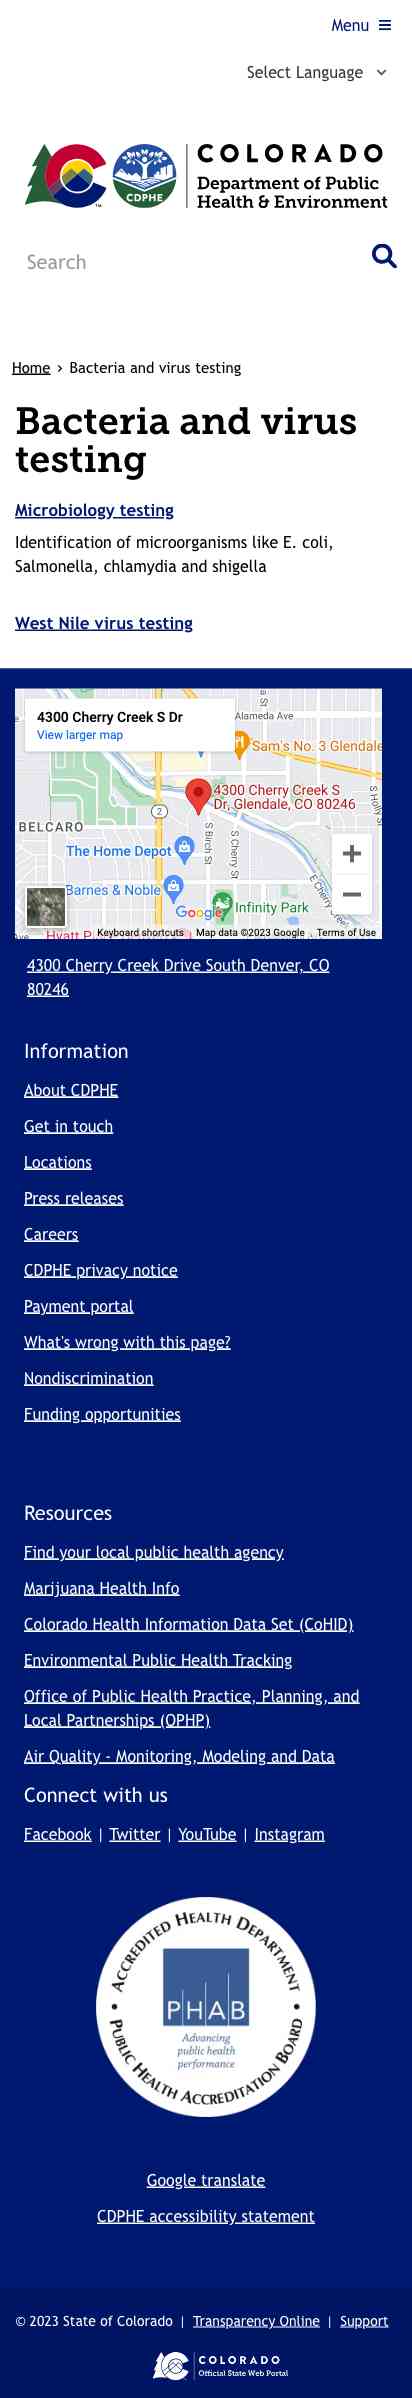 Menu
Select Language
COLORADO
Department of Public
Health & Environment
CDPHE
TM
Search
Home › Bacteria and virus testing
Bacteria and virus
testing
Microbiology testing
Identification of microorganisms like E. coli,
Salmonella, chlamydia and shigella
West Nile virus testing
4300 Cherry Creek S Dr
View larger map
Alameda Ave
Sam's No. 3 Glendale
4300 Cherry Creek S
Dr, Glendale, CO 80246
2
BELCARO
S Birch St
S Cherry St
S Holly S
The Home Depot
Barnes & Noble
E Cherry Cree
Google
Infinity Park
Hyatt P
Keyboard shortcuts
Map data ©2023 Google
Terms of Use
4300 Cherry Creek Drive South Denver, CO
80246
Information
About CDPHE
Get in touch
Locations
Press releases
Careers
CDPHE privacy notice
Payment portal
What's wrong with this page?
Nondiscrimination
Funding opportunities
Resources
Find your local public health agency
Marijuana Health Info
Colorado Health Information Data Set (CoHID)
Environmental Public Health Tracking
Office of Public Health Practice, Planning, and
Local Partnerships (OPHP)
Air Quality - Monitoring, Modeling and Data
Connect with us
Facebook | Twitter | YouTube | Instagram
ACCREDITED HEALTH DEPARTMENT
PHAB
Advancing
public health
performance
PUBLIC HEALTH ACCREDITATION BOARD
Google translate
CDPHE accessibility statement
© 2023 State of Colorado | Transparency Online | Support
COLORADO
Official State Web Portal